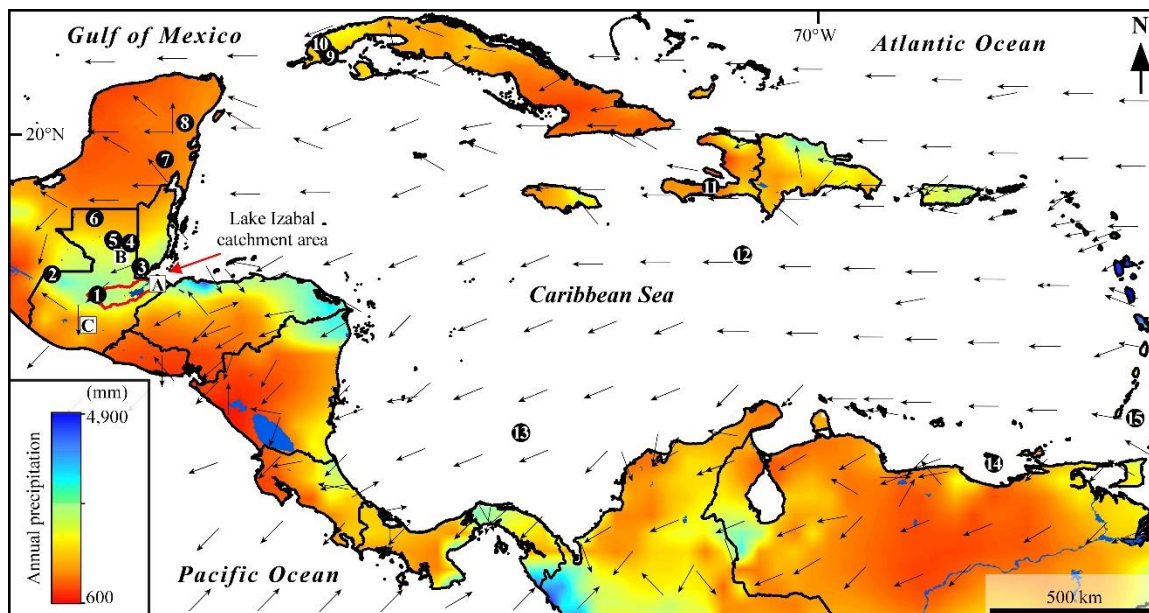 Gulf of Mexico
70°W
Atlantic Ocean
N
10
9
20°N
8
7
11
6
Lake Izabal
catchment area
5
4
B
12
3
2
A
1
Caribbean Sea
C
(mm)
4,900
15
13
14
Annual precipitation
Pacific Ocean
600
500 km